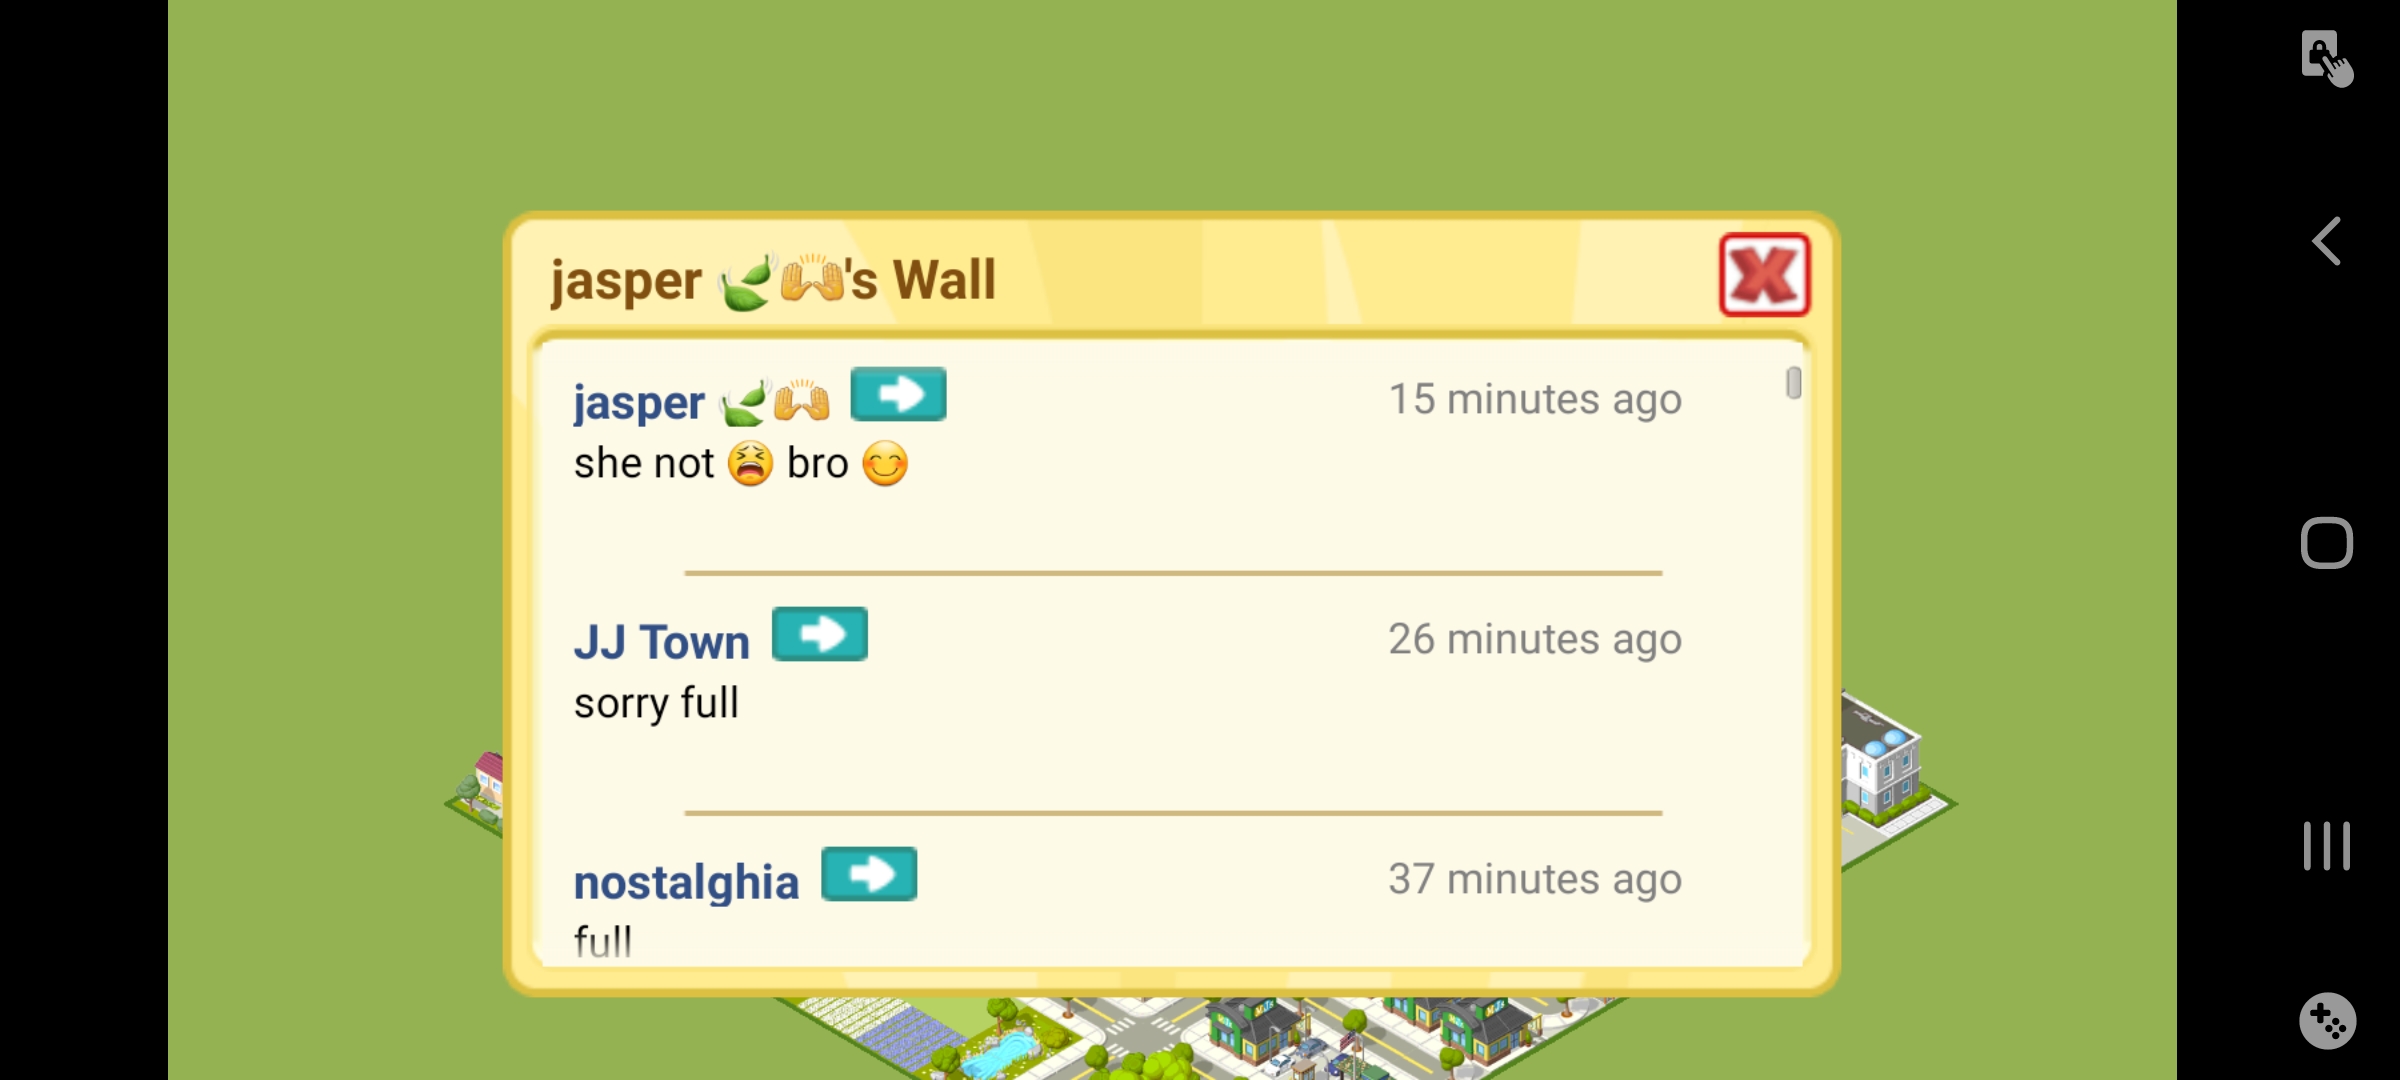 jasper 🍃🙌's Wall
jasper 🍃🙌
15 minutes ago
she not 😫 bro 😊
JJ Town
26 minutes ago
sorry full
nostalghia
37 minutes ago
full